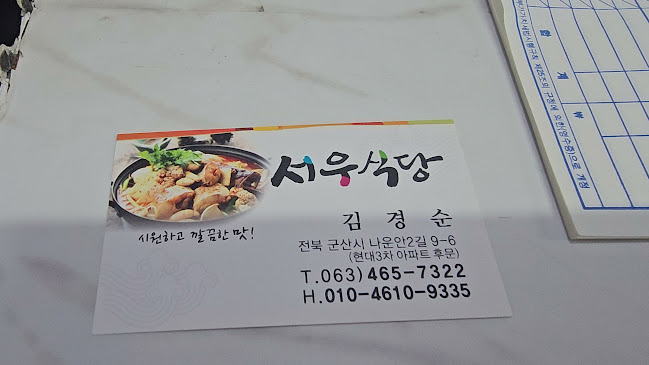 서우식당
시원하고 깔끔한 맛!
김 경 순
전북 군산시 나운안2길 9-6
(현대3차 아파트 후문)
T.063) 465-7322
H.010-4610-9335
합 계 ₩